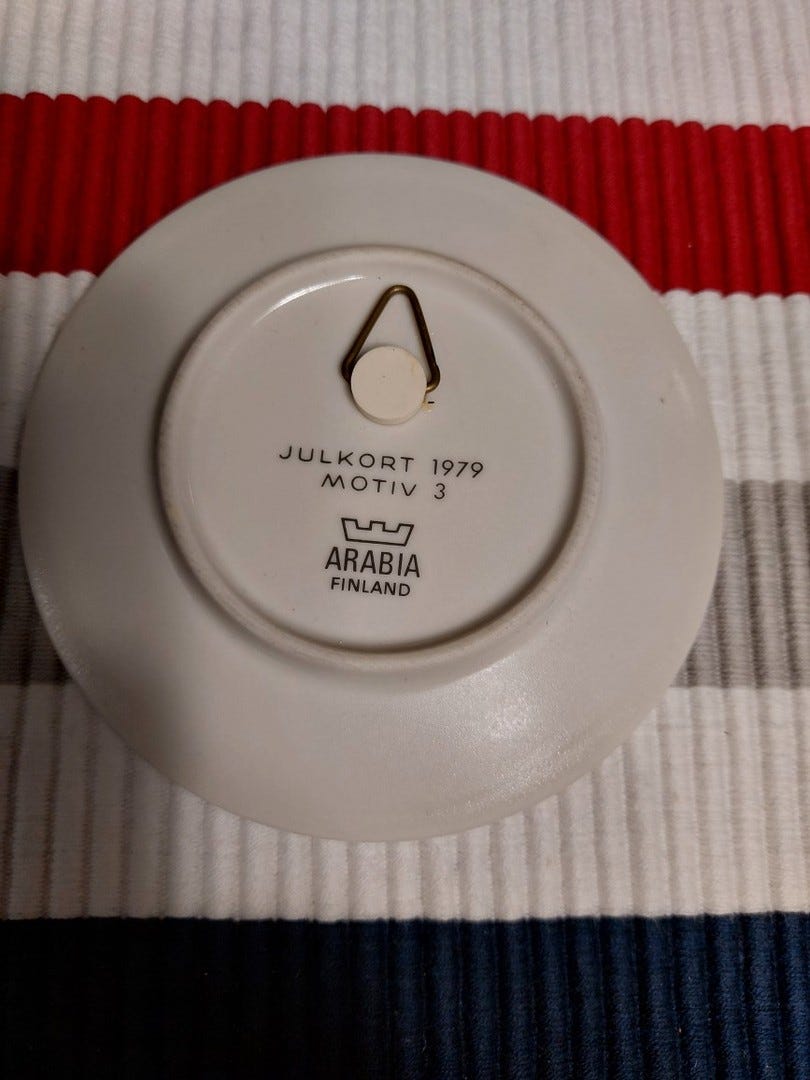 JULKORT 1979
MOTIV 3
ARABIA
FINLAND